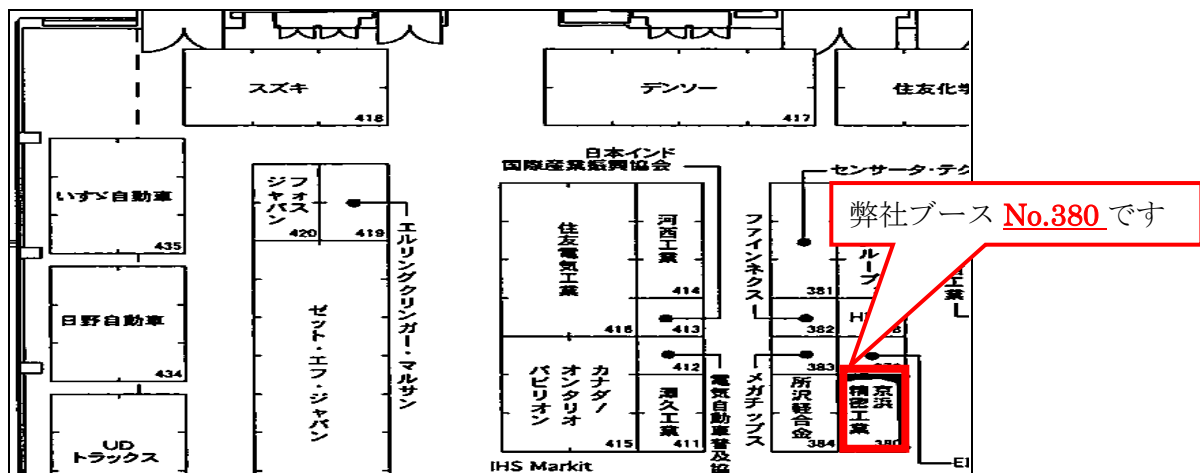 スズキ
418
デンソー
417
住友化学
日本インド
国際産業振興協会
センサータ・テク
弊社ブース No.380 です
いすゞ自動車
435
フォス
ジャパン
420
419
エルリングクリンガー・マルサン
住友電気工業
416
河西工業
414
413
ファインネクス
381
382
ループ
工業
日野自動車
434
ゼット・エフ・ジャパン
カナダ/
オンタリオ
パビリオン
415
412
411
電気自動車普及協
メガチップス
383
所沢軽合金
384
京浜
精密工業
380
UD
トラックス
IHS Markit